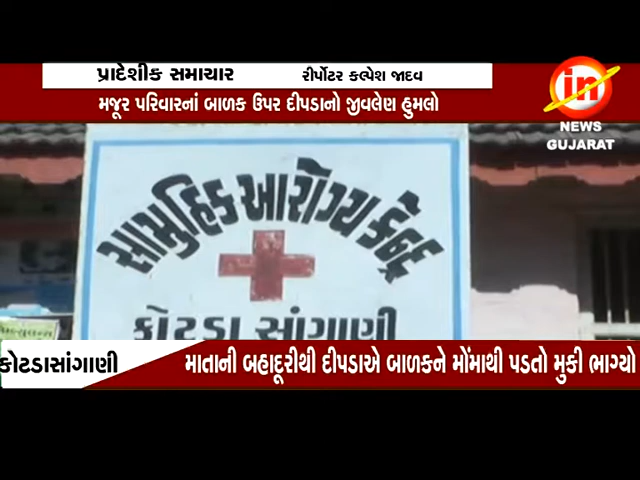 પ્રાદેશીક સમાચાર રીર્પોટર કલ્પેશ જાદવ
મજૂર પરિવારનાં બાળક ઉપર દીપડાનો જીવલેણ હુમલો
in
NEWS
GUJARAT
સામુહિક આરોગ્ય કેન્દ્ર
કોટડા સાંગાણી
કોટડાસાંગાણી માતાની બહાદૂરીથી દીપડાએ બાળકને મોંમાથી પડતો મુકી ભાગ્યો